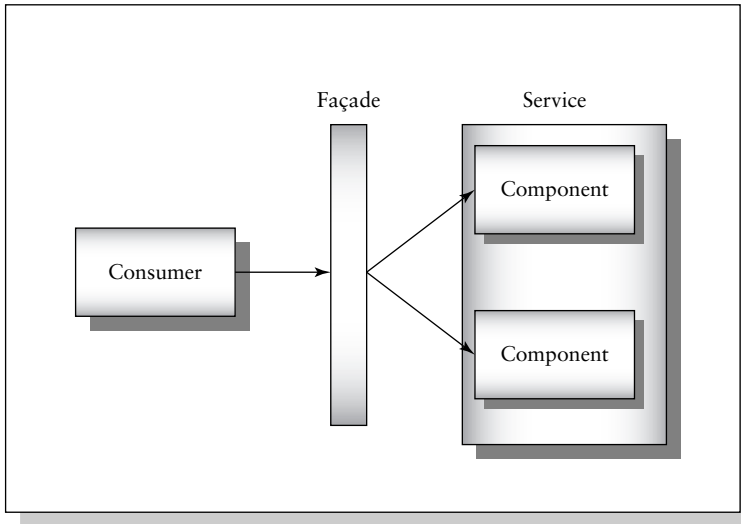 Façade
Service
Component
Consumer
Component